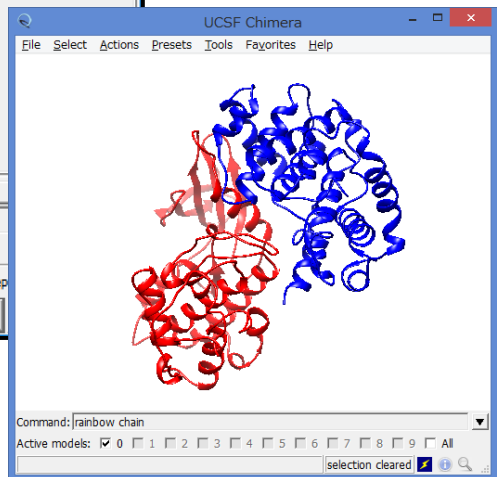 UCSF Chimera
File Select Actions Presets Tools Favorites Help
ep
Command: rainbow chain
Active models: 0 1 2 3 4 5 6 7 8 9 All
selection cleared